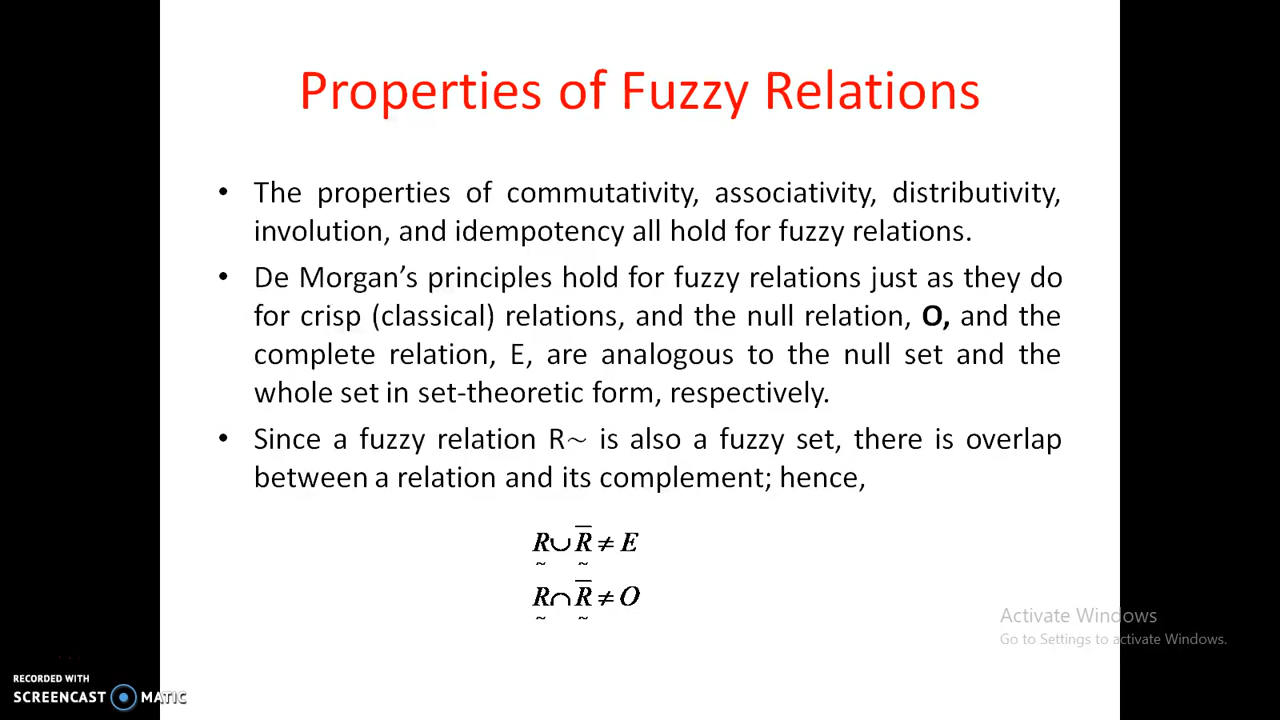 Properties of Fuzzy Relations
• The properties of commutativity, associativity, distributivity,
involution, and idempotency all hold for fuzzy relations.
• De Morgan’s principles hold for fuzzy relations just as they do
for crisp (classical) relations, and the null relation, O, and the
complete relation, E, are analogous to the null set and the
whole set in set-theoretic form, respectively.
• Since a fuzzy relation R~ is also a fuzzy set, there is overlap
between a relation and its complement; hence,
R̰ ∪ R̰̅ ≠ E
R̰ ∩ R̰̅ ≠ O
Activate Windows
Go to Settings to activate Windows.
RECORDED WITH
SCREENCAST MATIC